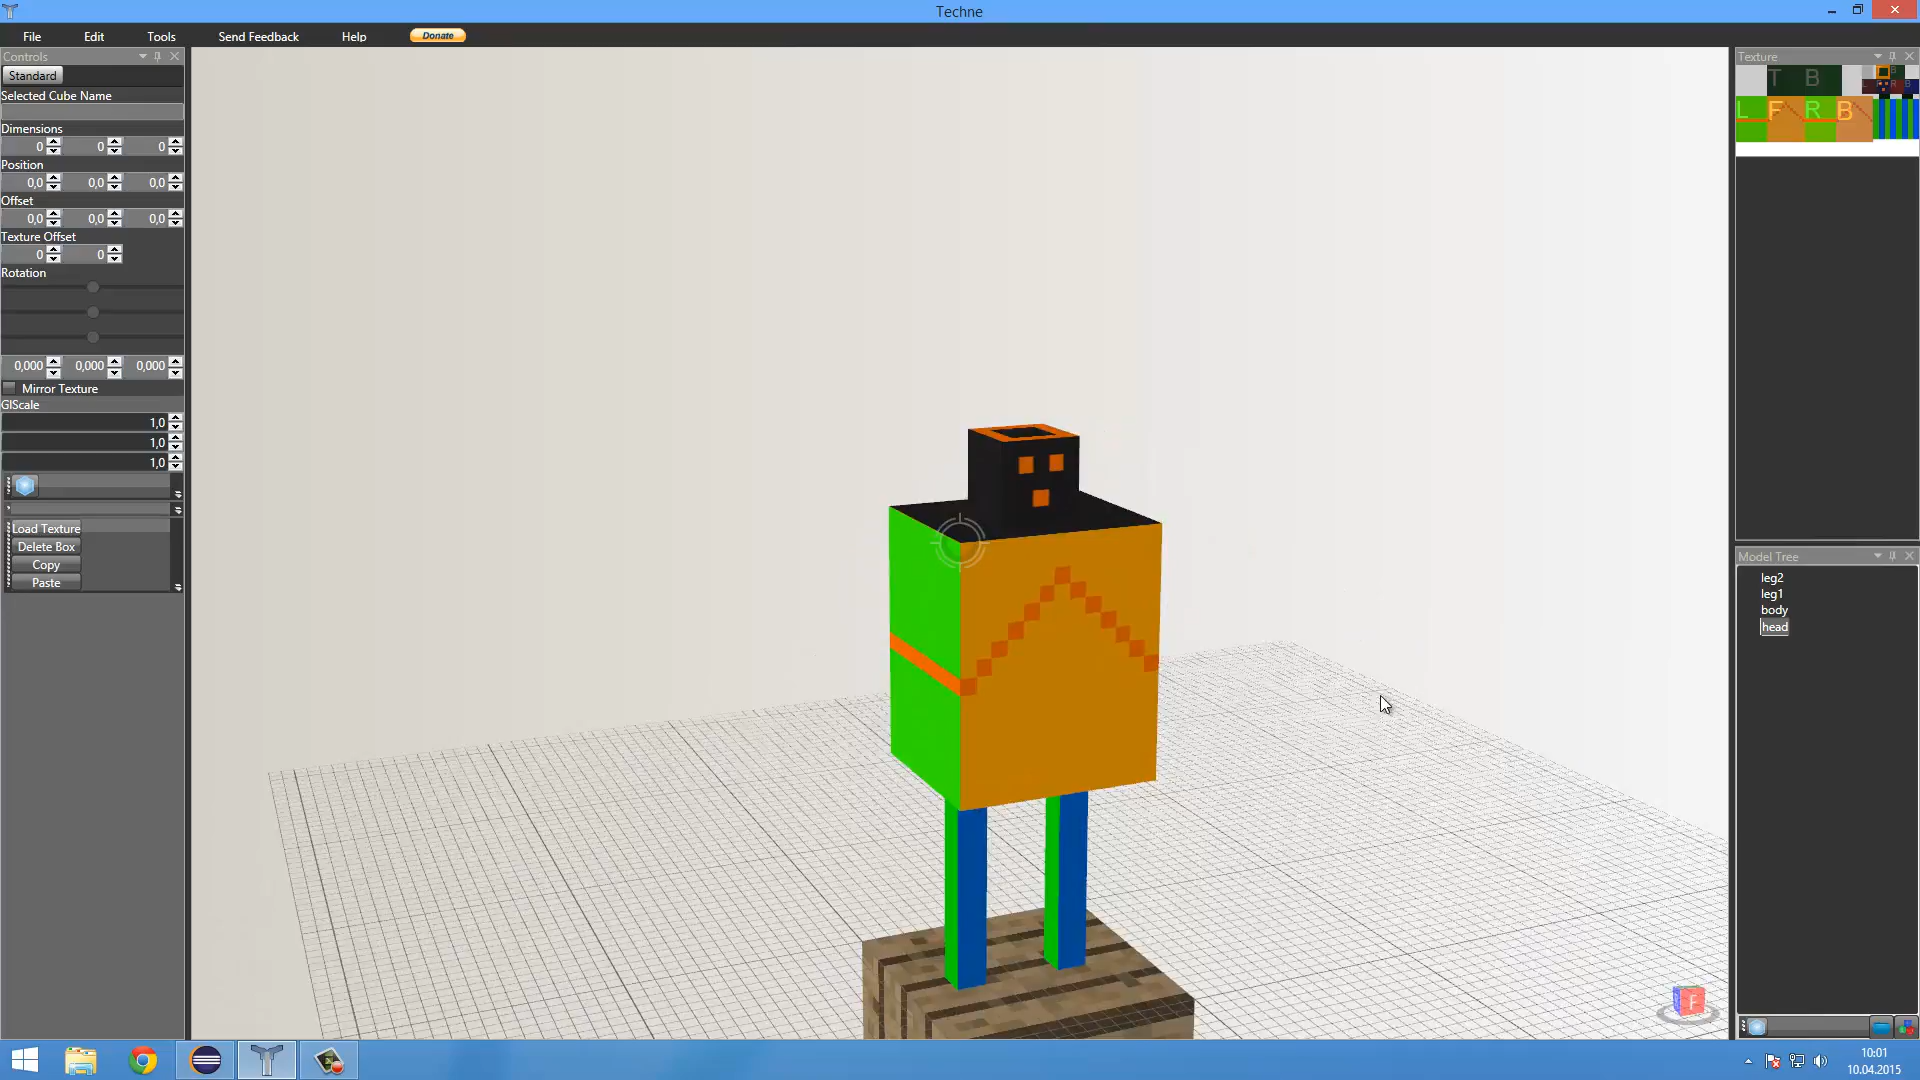 Techne
File Edit Tools Send Feedback Help Donate
Controls
Standard
Selected Cube Name
Dimensions
0 0 0
Position
0,0 0,0 0,0
Offset
0,0 0,0 0,0
Texture Offset
0 0
Rotation
0,000 0,000 0,000
Mirror Texture
GlScale
1,0
1,0
1,0
Load Texture
Delete Box
Copy
Paste
Texture
T B
L F R B
Model Tree
leg2
leg1
body
head
F
10:01
10.04.2015